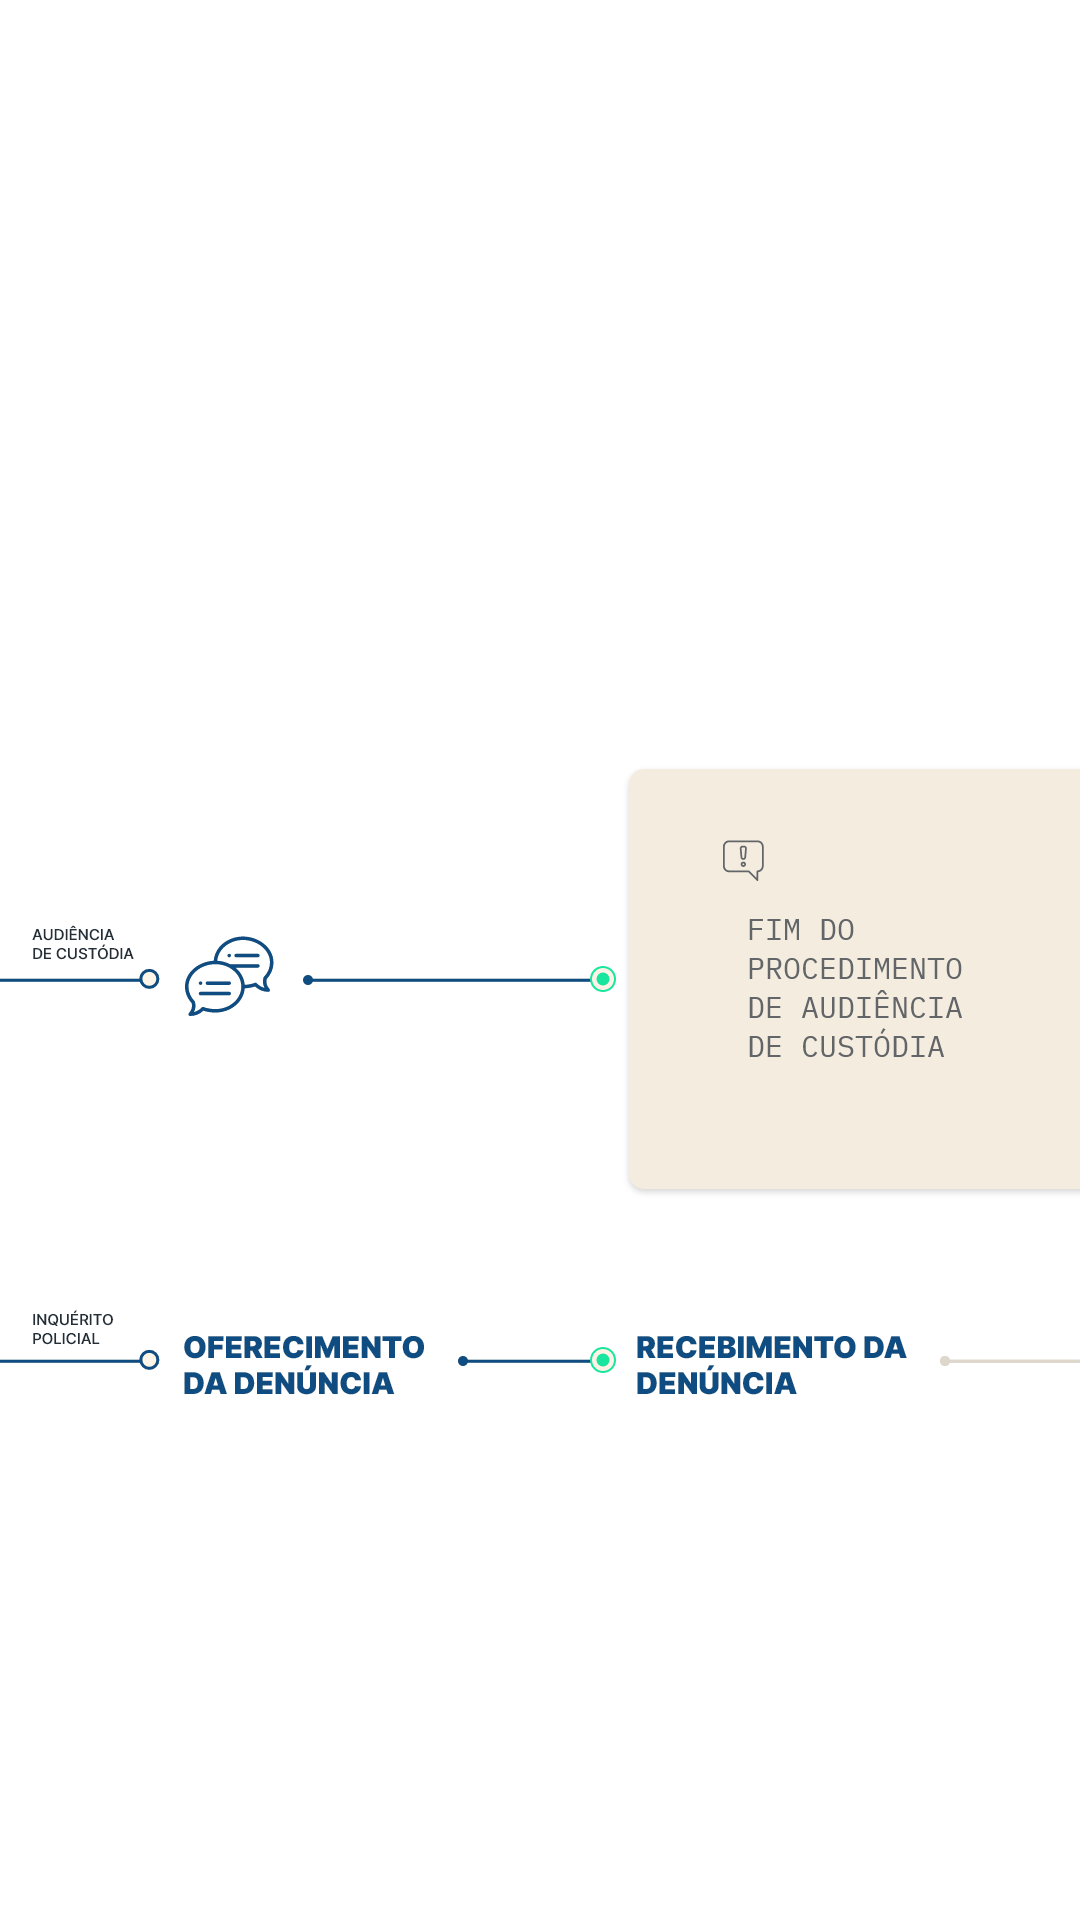 AUDIÊNCIA
DE CUSTÓDIA
FIM DO
PROCEDIMENTO
DE AUDIÊNCIA
DE CUSTÓDIA
INQUÉRITO
POLICIAL
OFERECIMENTO
DA DENÚNCIA
RECEBIMENTO DA
DENÚNCIA